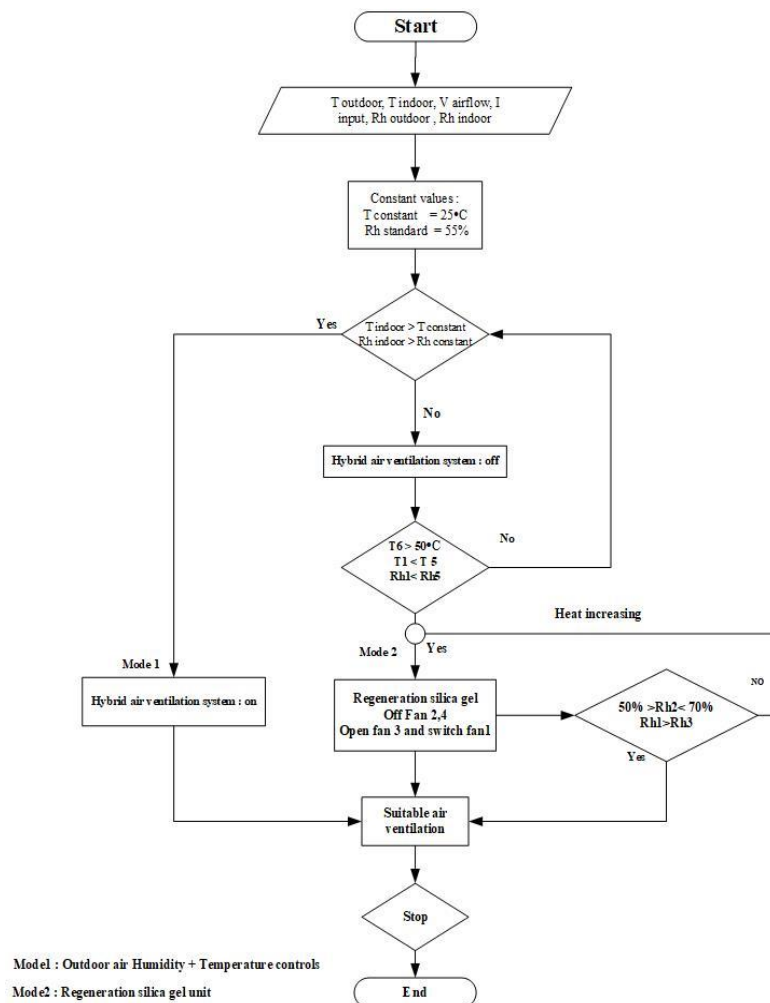 Start
T outdoor, T indoor, V airflow, I
input, Rh outdoor , Rh indoor
Constant values :
T constant = 25•C
Rh standard = 55%
Yes
T indoor > T constant
Rh indoor > Rh constant
No
Hybrid air ventilation system : off
T6 > 50•C
T1 < T 5
Rh1< Rh5
No
Heat increasing
Mode 2
Yes
Mode 1
Hybrid air ventilation system : on
Regeneration silica gel
Off Fan 2,4
Open fan 3 and switch fan1
50% >Rh2< 70%
Rh1>Rh3
NO
Yes
Suitable air
ventilation
Stop
End
Mode1 : Outdoor air Humidity + Temperature controls
Mode2 : Regeneration silica gel unit